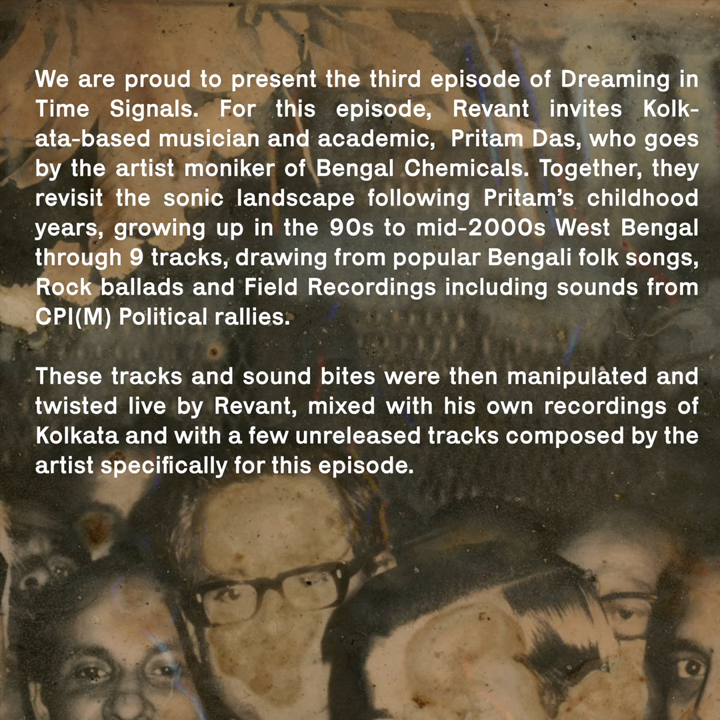 We are proud to present the third episode of Dreaming in
Time Signals. For this episode, Revant invites Kolk-
ata-based musician and academic, Pritam Das, who goes
by the artist moniker of Bengal Chemicals. Together, they
revisit the sonic landscape following Pritam's childhood
years, growing up in the 90s to mid-2000s West Bengal
through 9 tracks, drawing from popular Bengali folk songs,
Rock ballads and Field Recordings including sounds from
CPI(M) Political rallies.
These tracks and sound bites were then manipulated and
twisted live by Revant, mixed with his own recordings of
Kolkata and with a few unreleased tracks composed by the
artist specifically for this episode.